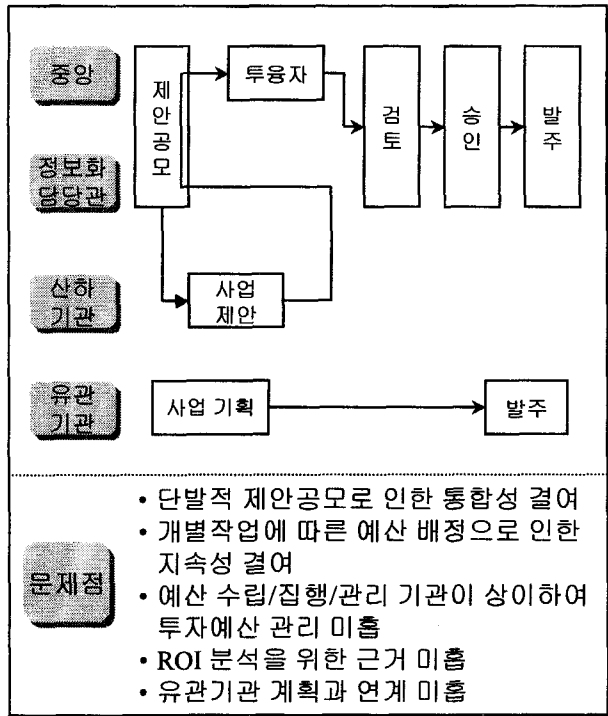 중앙
제안공모
투융자
검토
승인
발주
정보화
담당관
산하
기관
사업
제안
유관
기관
사업 기획
발주
문제점
• 단발적 제안공모로 인한 통합성 결여
• 개별작업에 따른 예산 배정으로 인한
지속성 결여
• 예산 수립/집행/관리 기관이 상이하여
투자예산 관리 미흡
• ROI 분석을 위한 근거 미흡
• 유관기관 계획과 연계 미흡